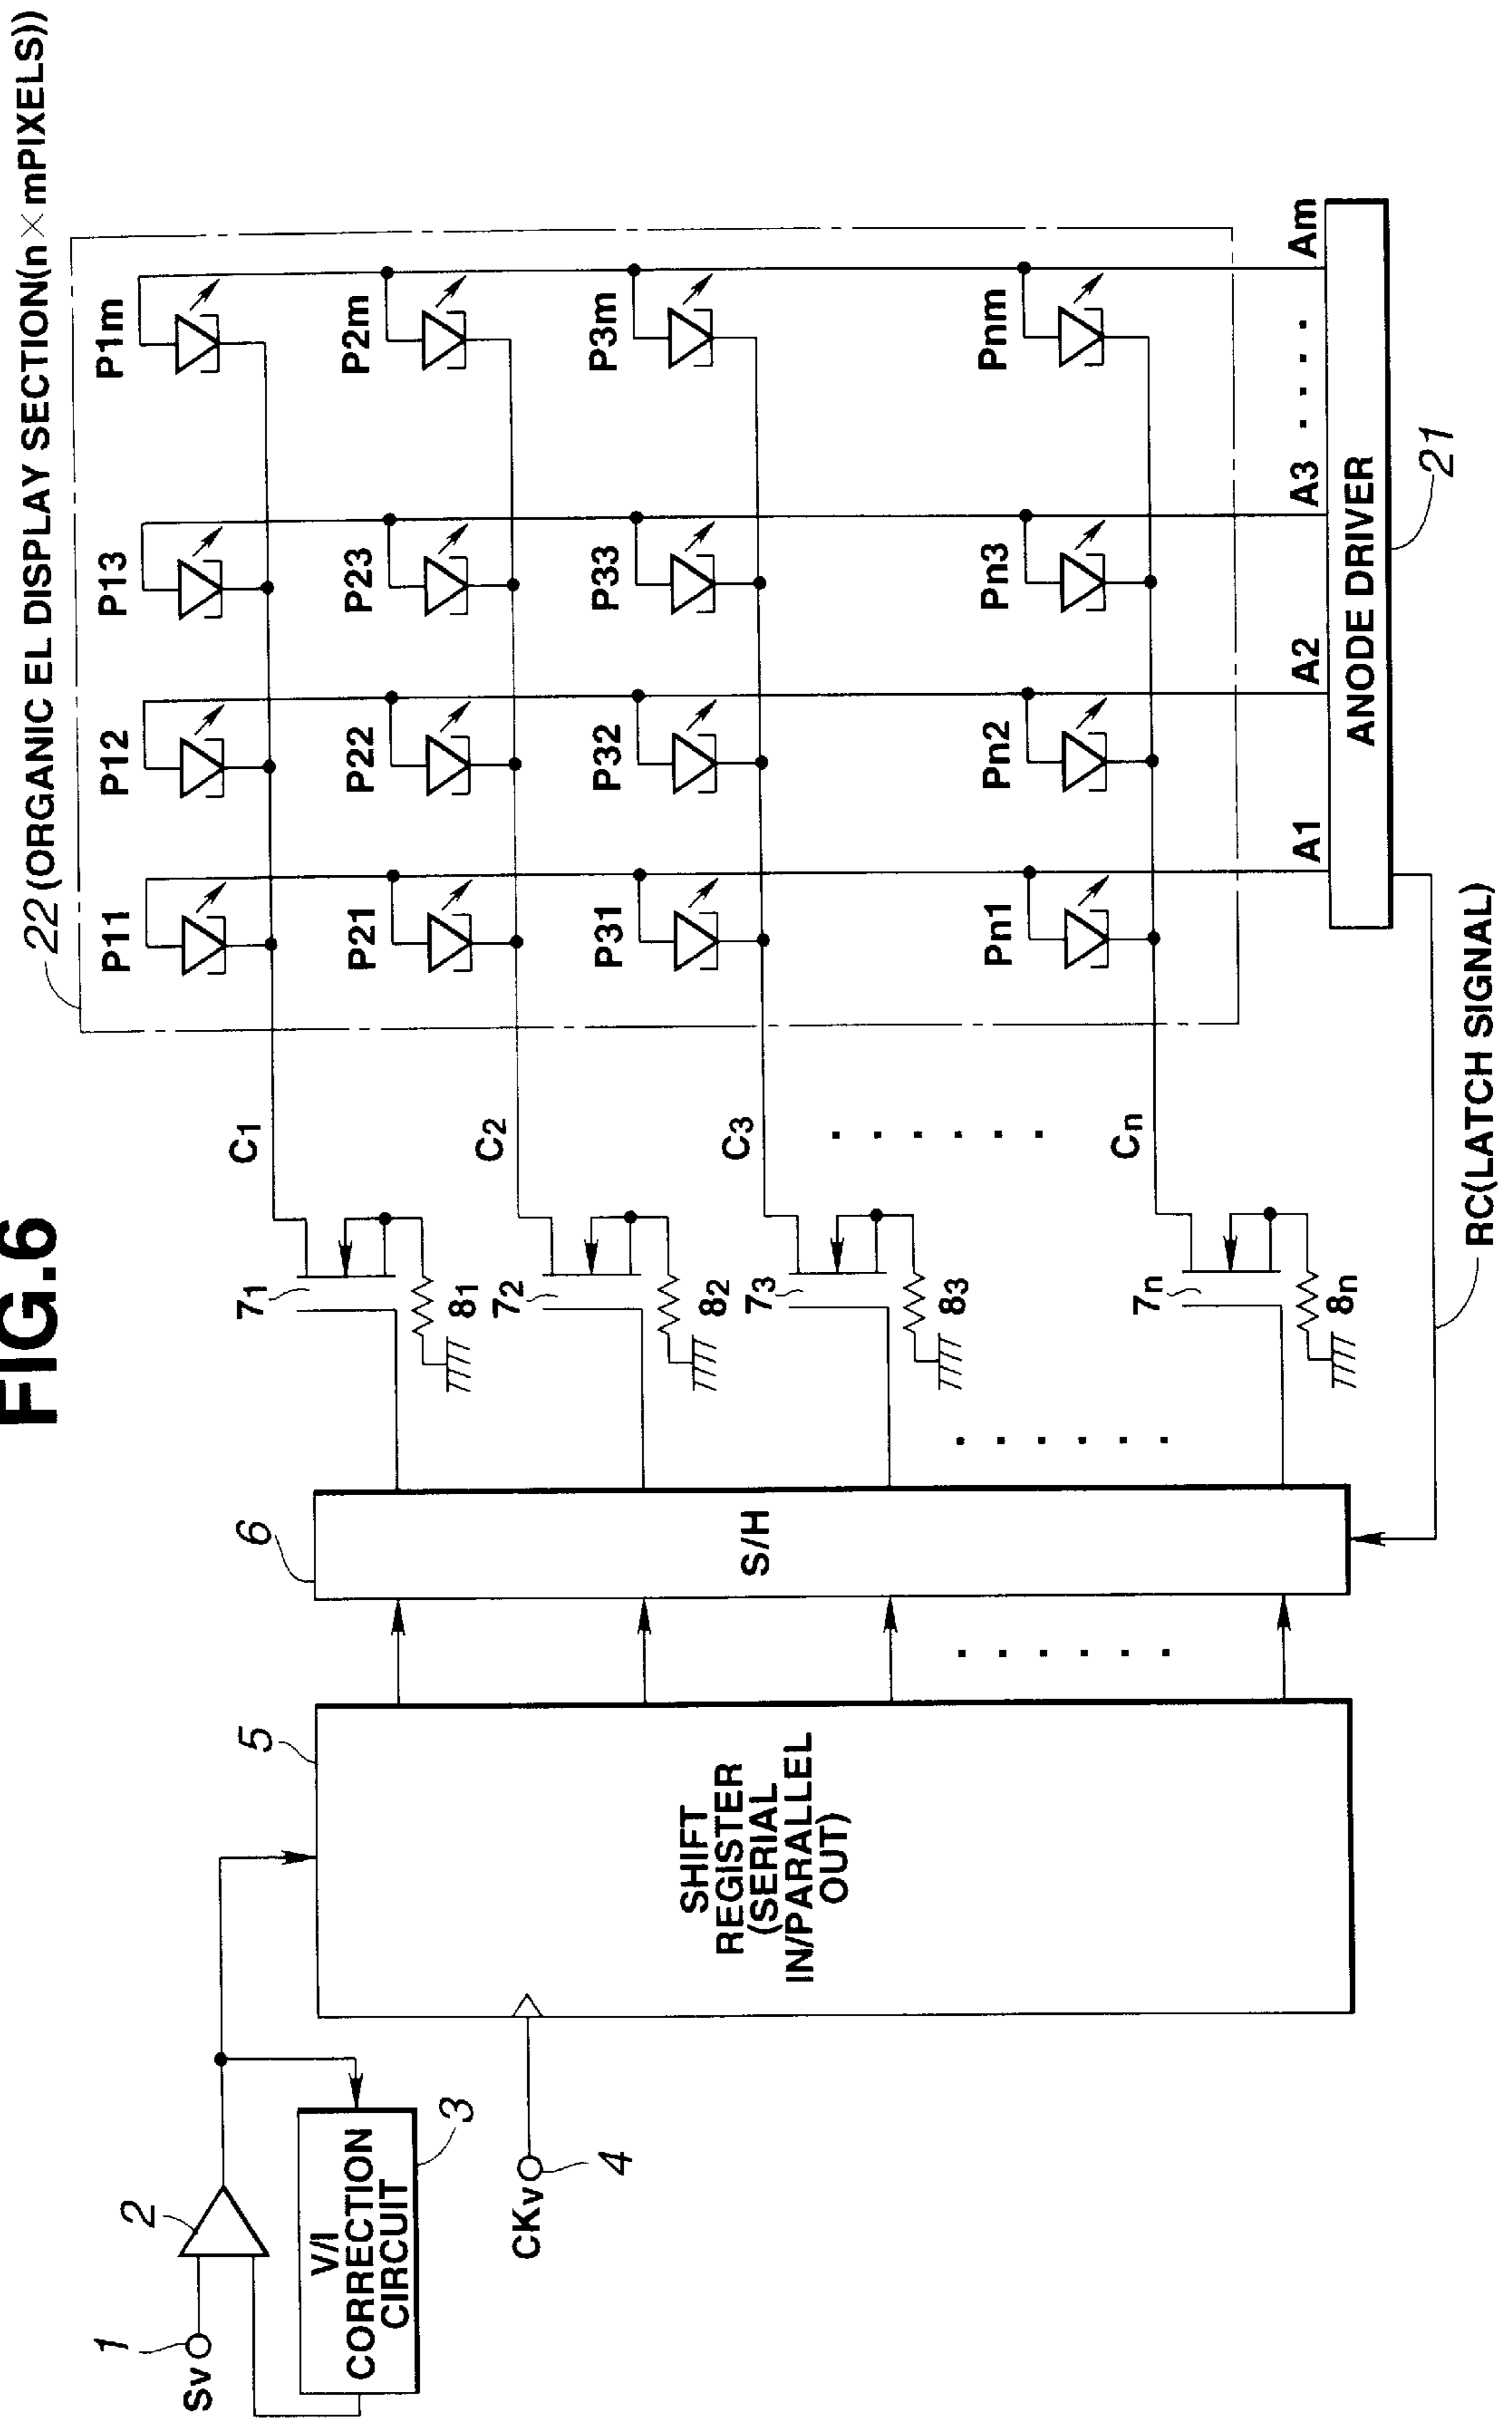 FIG.6
22 (ORGANIC EL DISPLAY SECTION(n×mPIXELS))
P11 P12 P13 P1m
C1
P21 P22 P23 P2m
C2
P31 P32 P33 P3m
C3
Pn1 Pn2 Pn3 Pnm
Cn
A1 A2 A3 Am
ANODE DRIVER
21
RC(LATCH SIGNAL)
71
81
72
82
73
83
7n
8n
6
S/H
5
SHIFT
REGISTER
(SERIAL
IN/PARALLEL
OUT)
1
Sv
2
V/I
CORRECTION
CIRCUIT
3
CKv
4